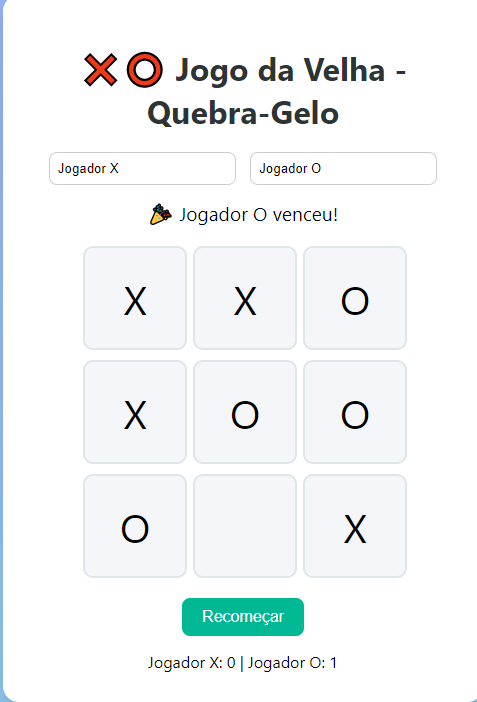 ❌⭕ Jogo da Velha -
Quebra-Gelo
Jogador X Jogador O
🎉 Jogador O venceu!
X X O
X O O
O X
Recomeçar
Jogador X: 0 | Jogador O: 1